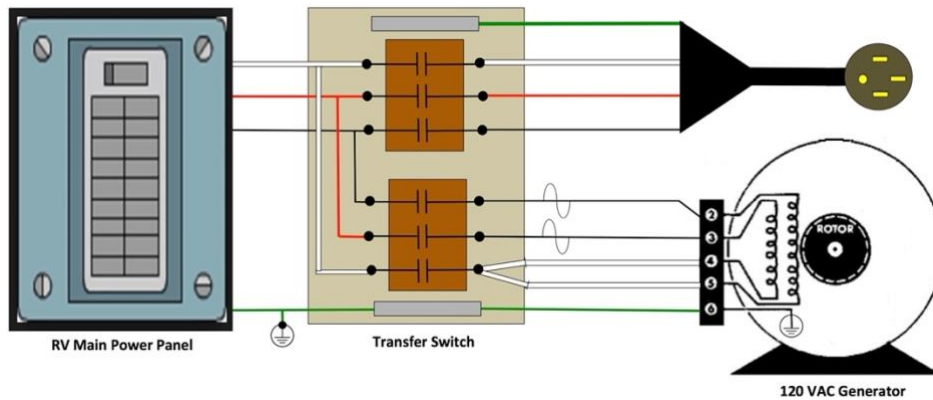 2
3
4
5
6
ROTOR
RV Main Power Panel
Transfer Switch
120 VAC Generator